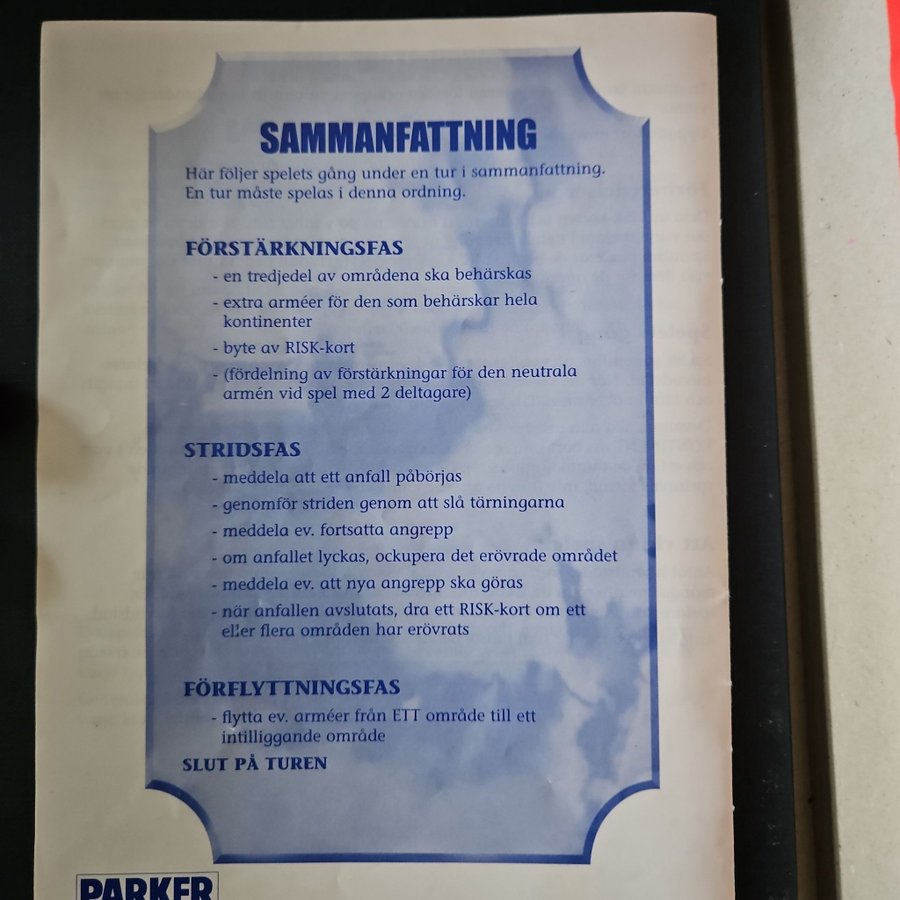 SAMMANFATTNING
Här följer spelets gång under en tur i sammanfattning.
En tur måste spelas i denna ordning.
FÖRSTÄRKNINGSFAS
- en tredjedel av områdena ska behärskas
- extra arméer för den som behärskar hela
kontinenter
- byte av RISK-kort
- (fördelning av förstärkningar för den neutrala
armén vid spel med 2 deltagare)
STRIDSFAS
- meddela att ett anfall påbörjas
- genomför striden genom att slå tärningarna
- meddela ev. fortsatta angrepp
- om anfallet lyckas, ockupera det erövrade området
- meddela ev. att nya angrepp ska göras
- när anfallen avslutats, dra ett RISK-kort om ett
eller flera områden har erövrats
FÖRFLYTTNINGSFAS
- flytta ev. arméer från ETT område till ett
intilliggande område
SLUT PÅ TUREN
PARKER